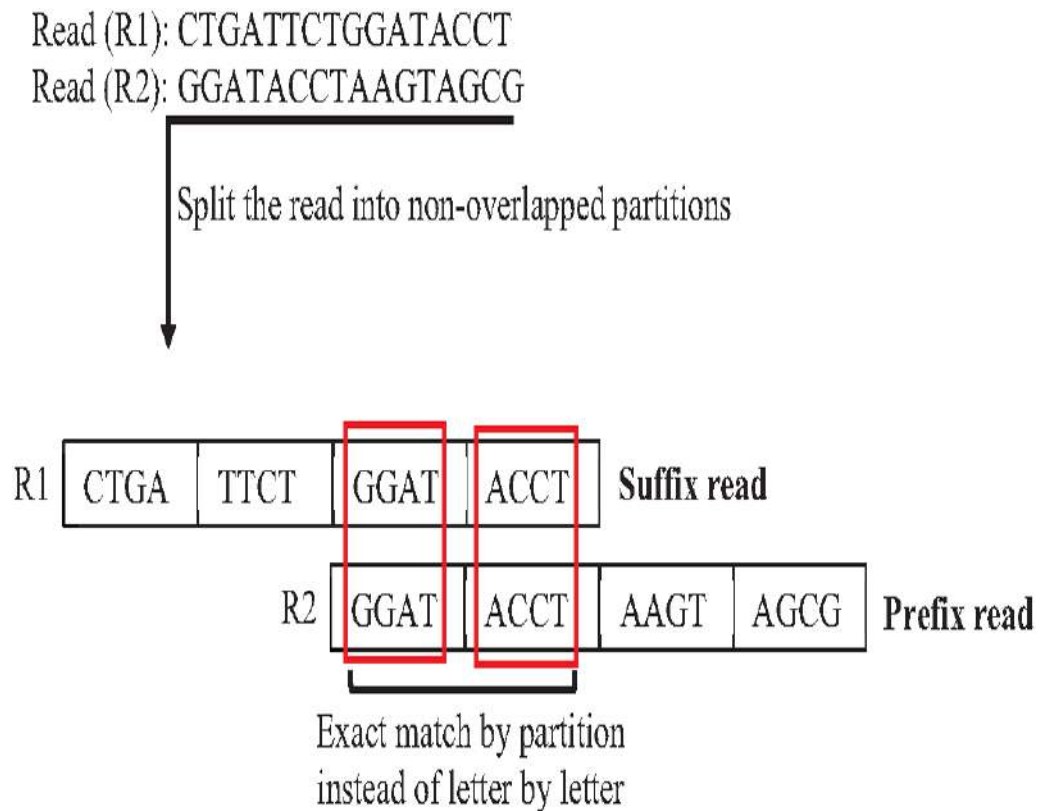 Read (R1): CTGATTCTGGATACCT
Read (R2): GGATACCTAAGTAGCG
Split the read into non-overlapped partitions
R1 CTGA TTCT GGAT ACCT Suffix read
R2 GGAT ACCT AAGT AGCG Prefix read
Exact match by partition
instead of letter by letter